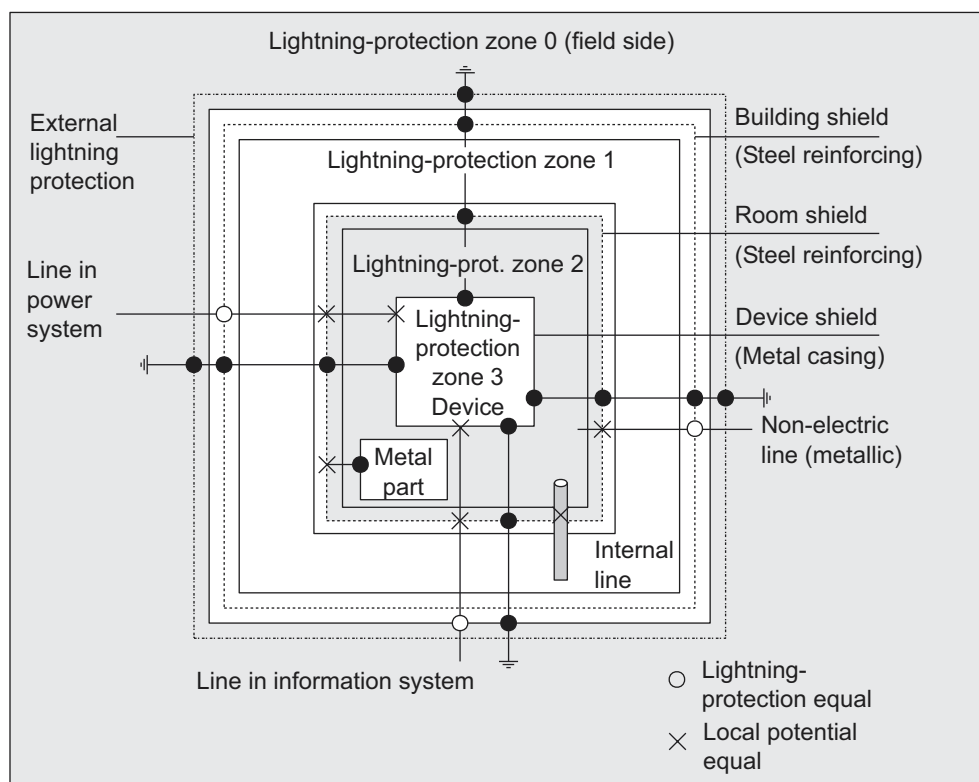 Lightning-protection zone 0 (field side)
External
lightning
protection
Building shield
(Steel reinforcing)
Lightning-protection zone 1
Room shield
(Steel reinforcing)
Lightning-prot. zone 2
Line in
power
system
Lightning-
protection
zone 3
Device
Device shield
(Metal casing)
Non-electric
line (metallic)
Metal
part
Internal
line
Line in information system
Lightning-
protection equal
Local potential
equal